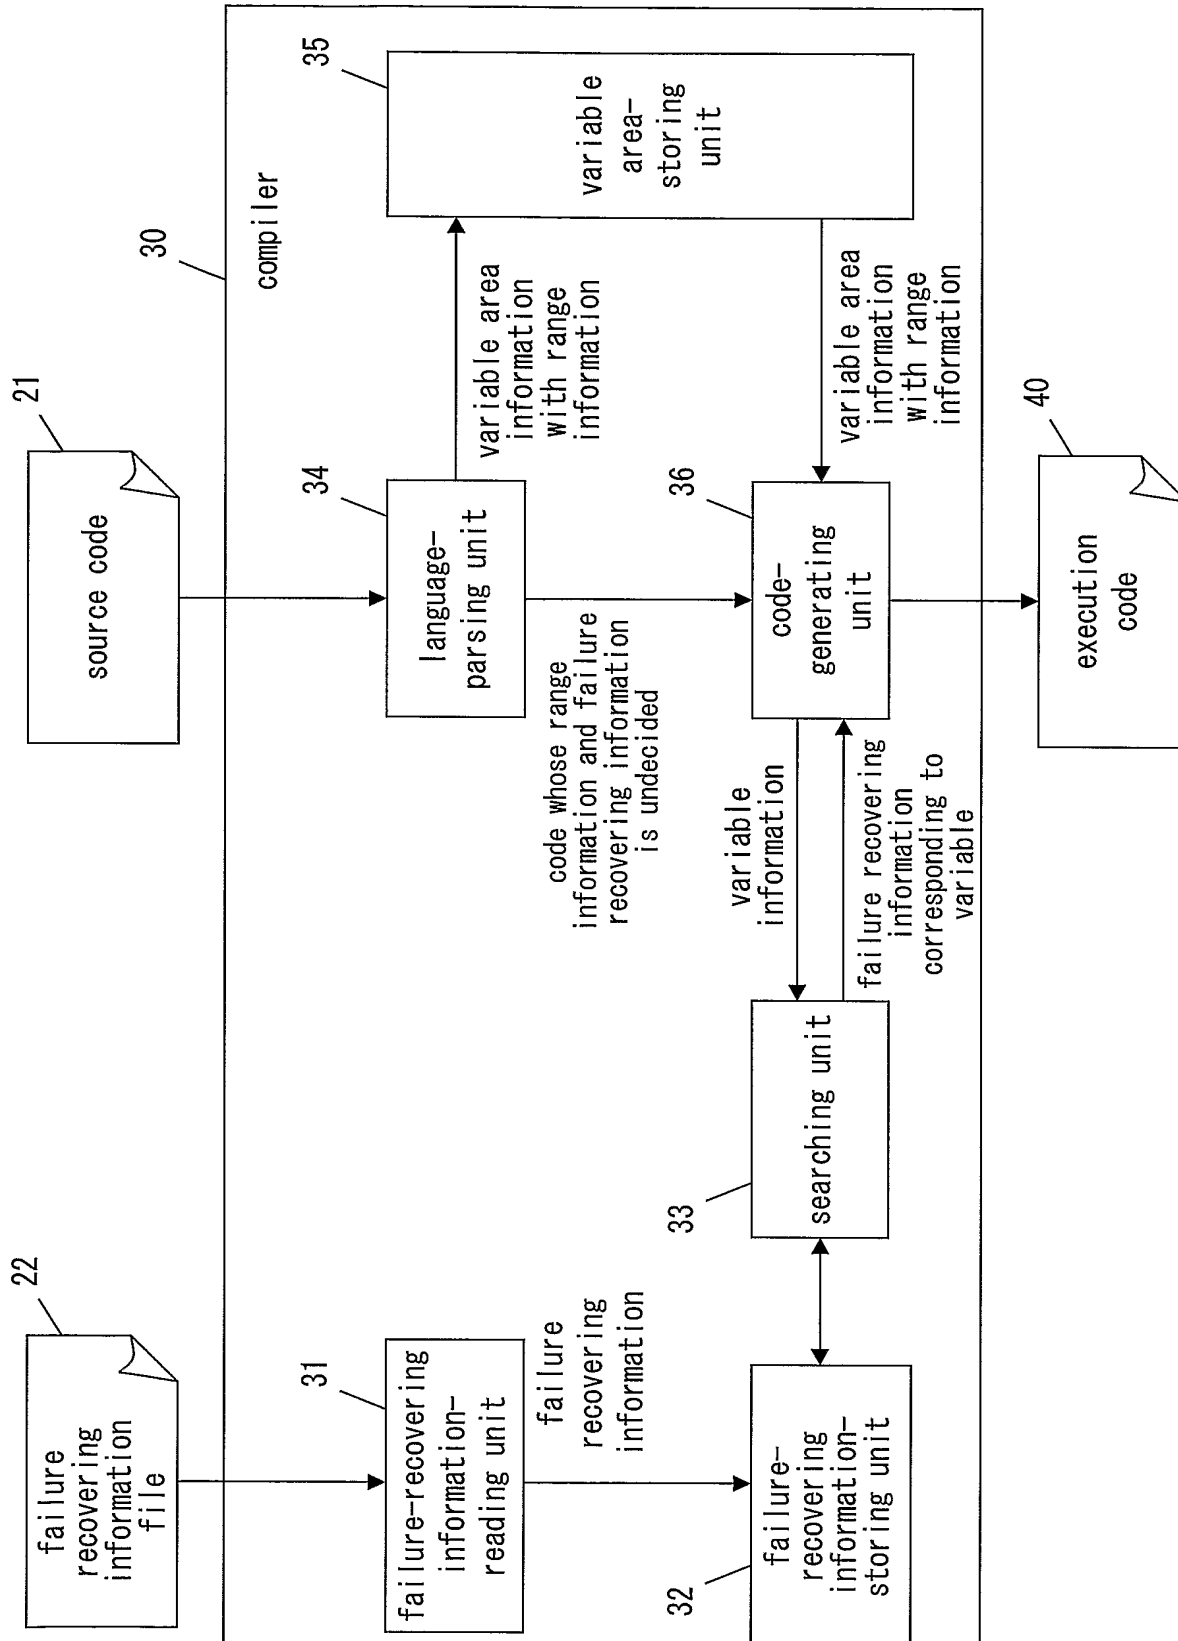 22
failure
recovering
information
file
21
source code
30
compiler
31
failure-recovering
information-
reading unit
34
language-
parsing unit
35
variable
area-
storing
unit
variable area
information
with range
information
failure
recovering
information
code whose range
information and failure
recovering information
is undecided
32
failure-
recovering
information-
storing unit
33
searching unit
variable
information
failure recovering
information
corresponding to
variable
36
code-
generating
unit
variable area
information
with range
information
40
execution
code